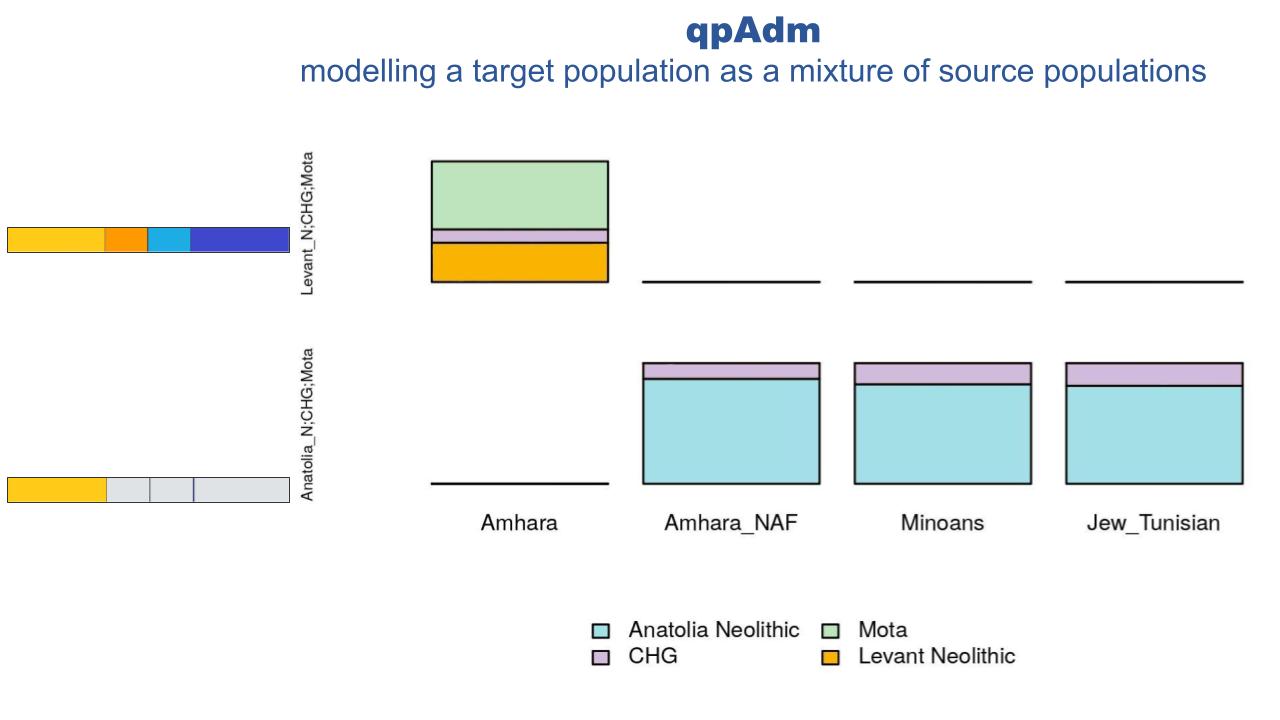 qpAdm
modelling a target population as a mixture of source populations
Levant_N;CHG;Mota
Anatolia_N;CHG;Mota
Amhara
Amhara_NAF
Minoans
Jew_Tunisian
Anatolia Neolithic
Mota
CHG
Levant Neolithic